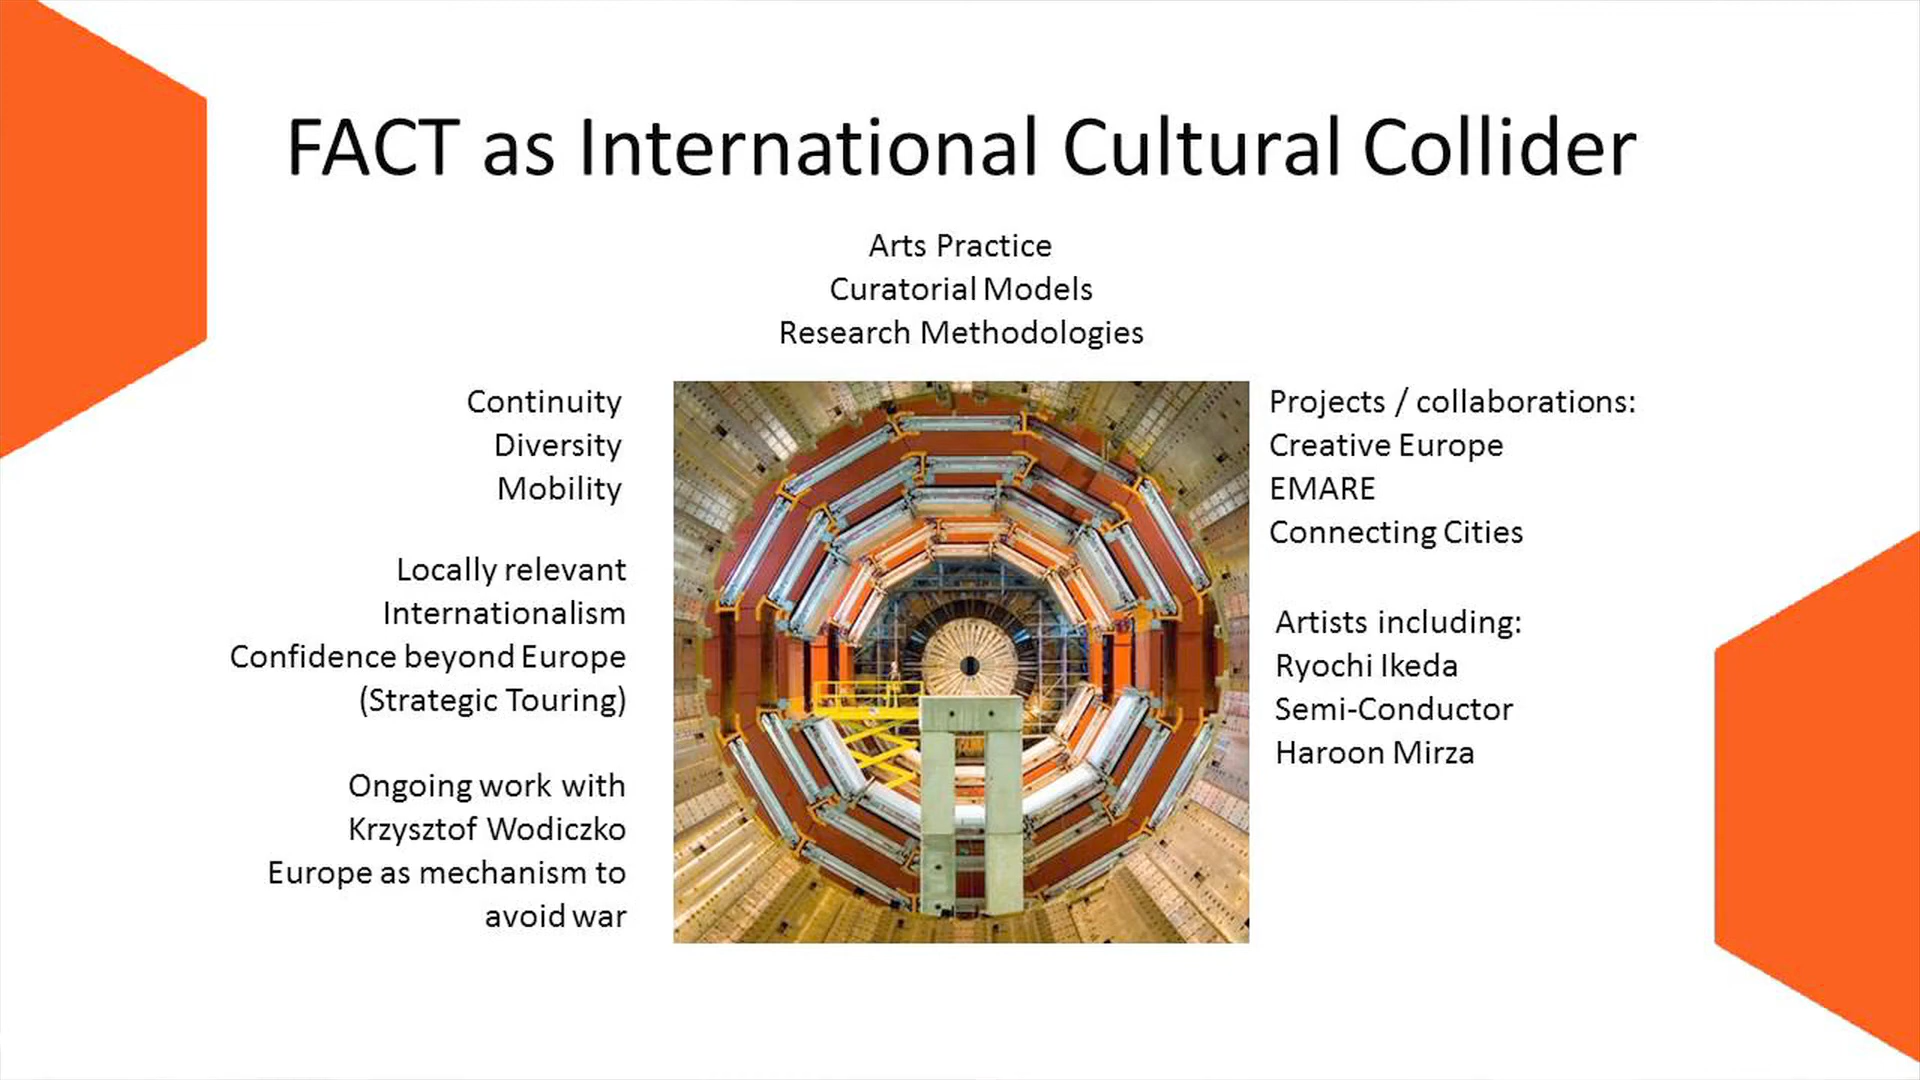 FACT as International Cultural Collider
Arts Practice
Curatorial Models
Research Methodologies
Continuity
Diversity
Mobility
Locally relevant
Internationalism
Confidence beyond Europe
(Strategic Touring)
Ongoing work with
Krzysztof Wodiczko
Europe as mechanism to
avoid war
Projects / collaborations:
Creative Europe
EMARE
Connecting Cities
Artists including:
Ryochi Ikeda
Semi-Conductor
Haroon Mirza